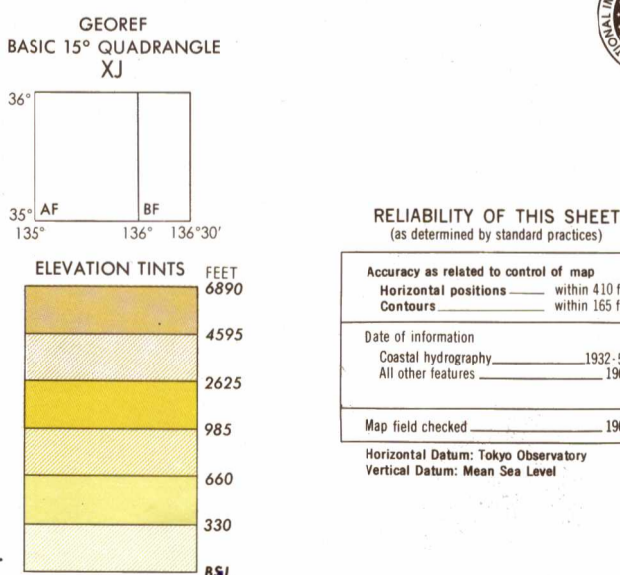 GEOREF
BASIC 15° QUADRANGLE
XJ
36°
35°
AF
BF
135°
136°
136°30'
ELEVATION TINTS
FEET
6890
4595
2625
985
660
330
RELIABILITY OF THIS SHEET
(as determined by standard practices)
Accuracy as related to control of map
Horizontal positions within 410
Contours within 165
Date of information
Coastal hydrography 1932-
All other features
Map field checked
Horizontal Datum: Tokyo Observatory
Vertical Datum: Mean Sea Level